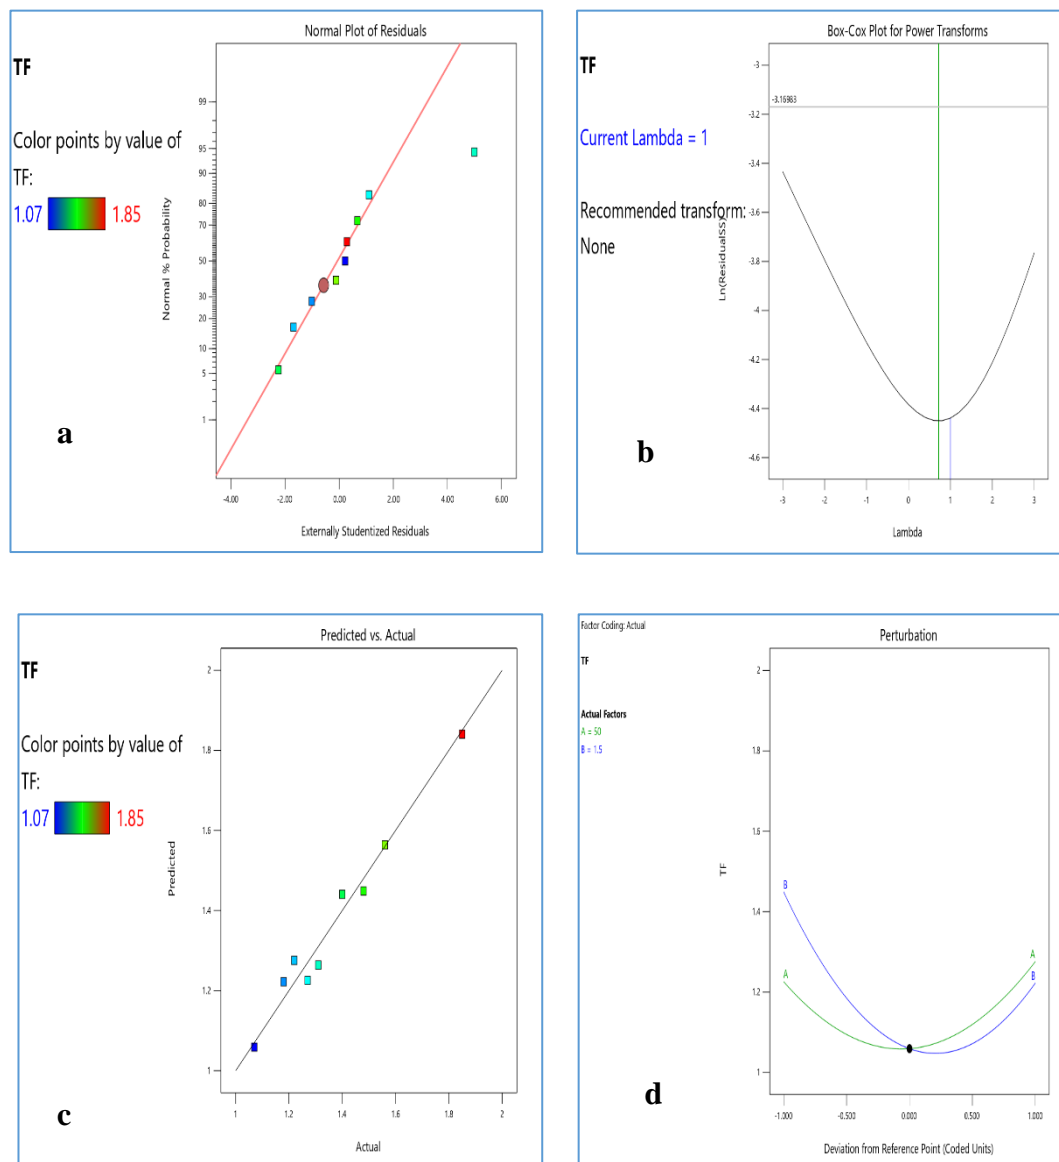 Normal Plot of Residuals
TF
Color points by value of
TF:
1.07 1.85
Normal % Probability
99
95
90
80
70
50
30
20
10
5
1
-4.00 -2.00 0.00 2.00 4.00 6.00
Externally Studentized Residuals
a
Box-Cox Plot for Power Transforms
TF
Current Lambda = 1
Recommended transform:
None
Ln(ResidualSS)
-3
-3.16983
-3.2
-3.4
-3.6
-3.8
-4
-4.2
-4.4
-4.6
-3 -2 -1 0 1 2 3
Lambda
b
Predicted vs. Actual
TF
Color points by value of
TF:
1.07 1.85
Predicted
2
1.8
1.6
1.4
1.2
1
1 1.2 1.4 1.6 1.8 2
Actual
c
Factor Coding: Actual
Perturbation
TF
Actual Factors
A = 50
B = 1.5
TF
2
1.8
1.6
1.4
1.2
1
B
A
A
B
-1.000 -0.500 0.000 0.500 1.000
Deviation from Reference Point (Coded Units)
d